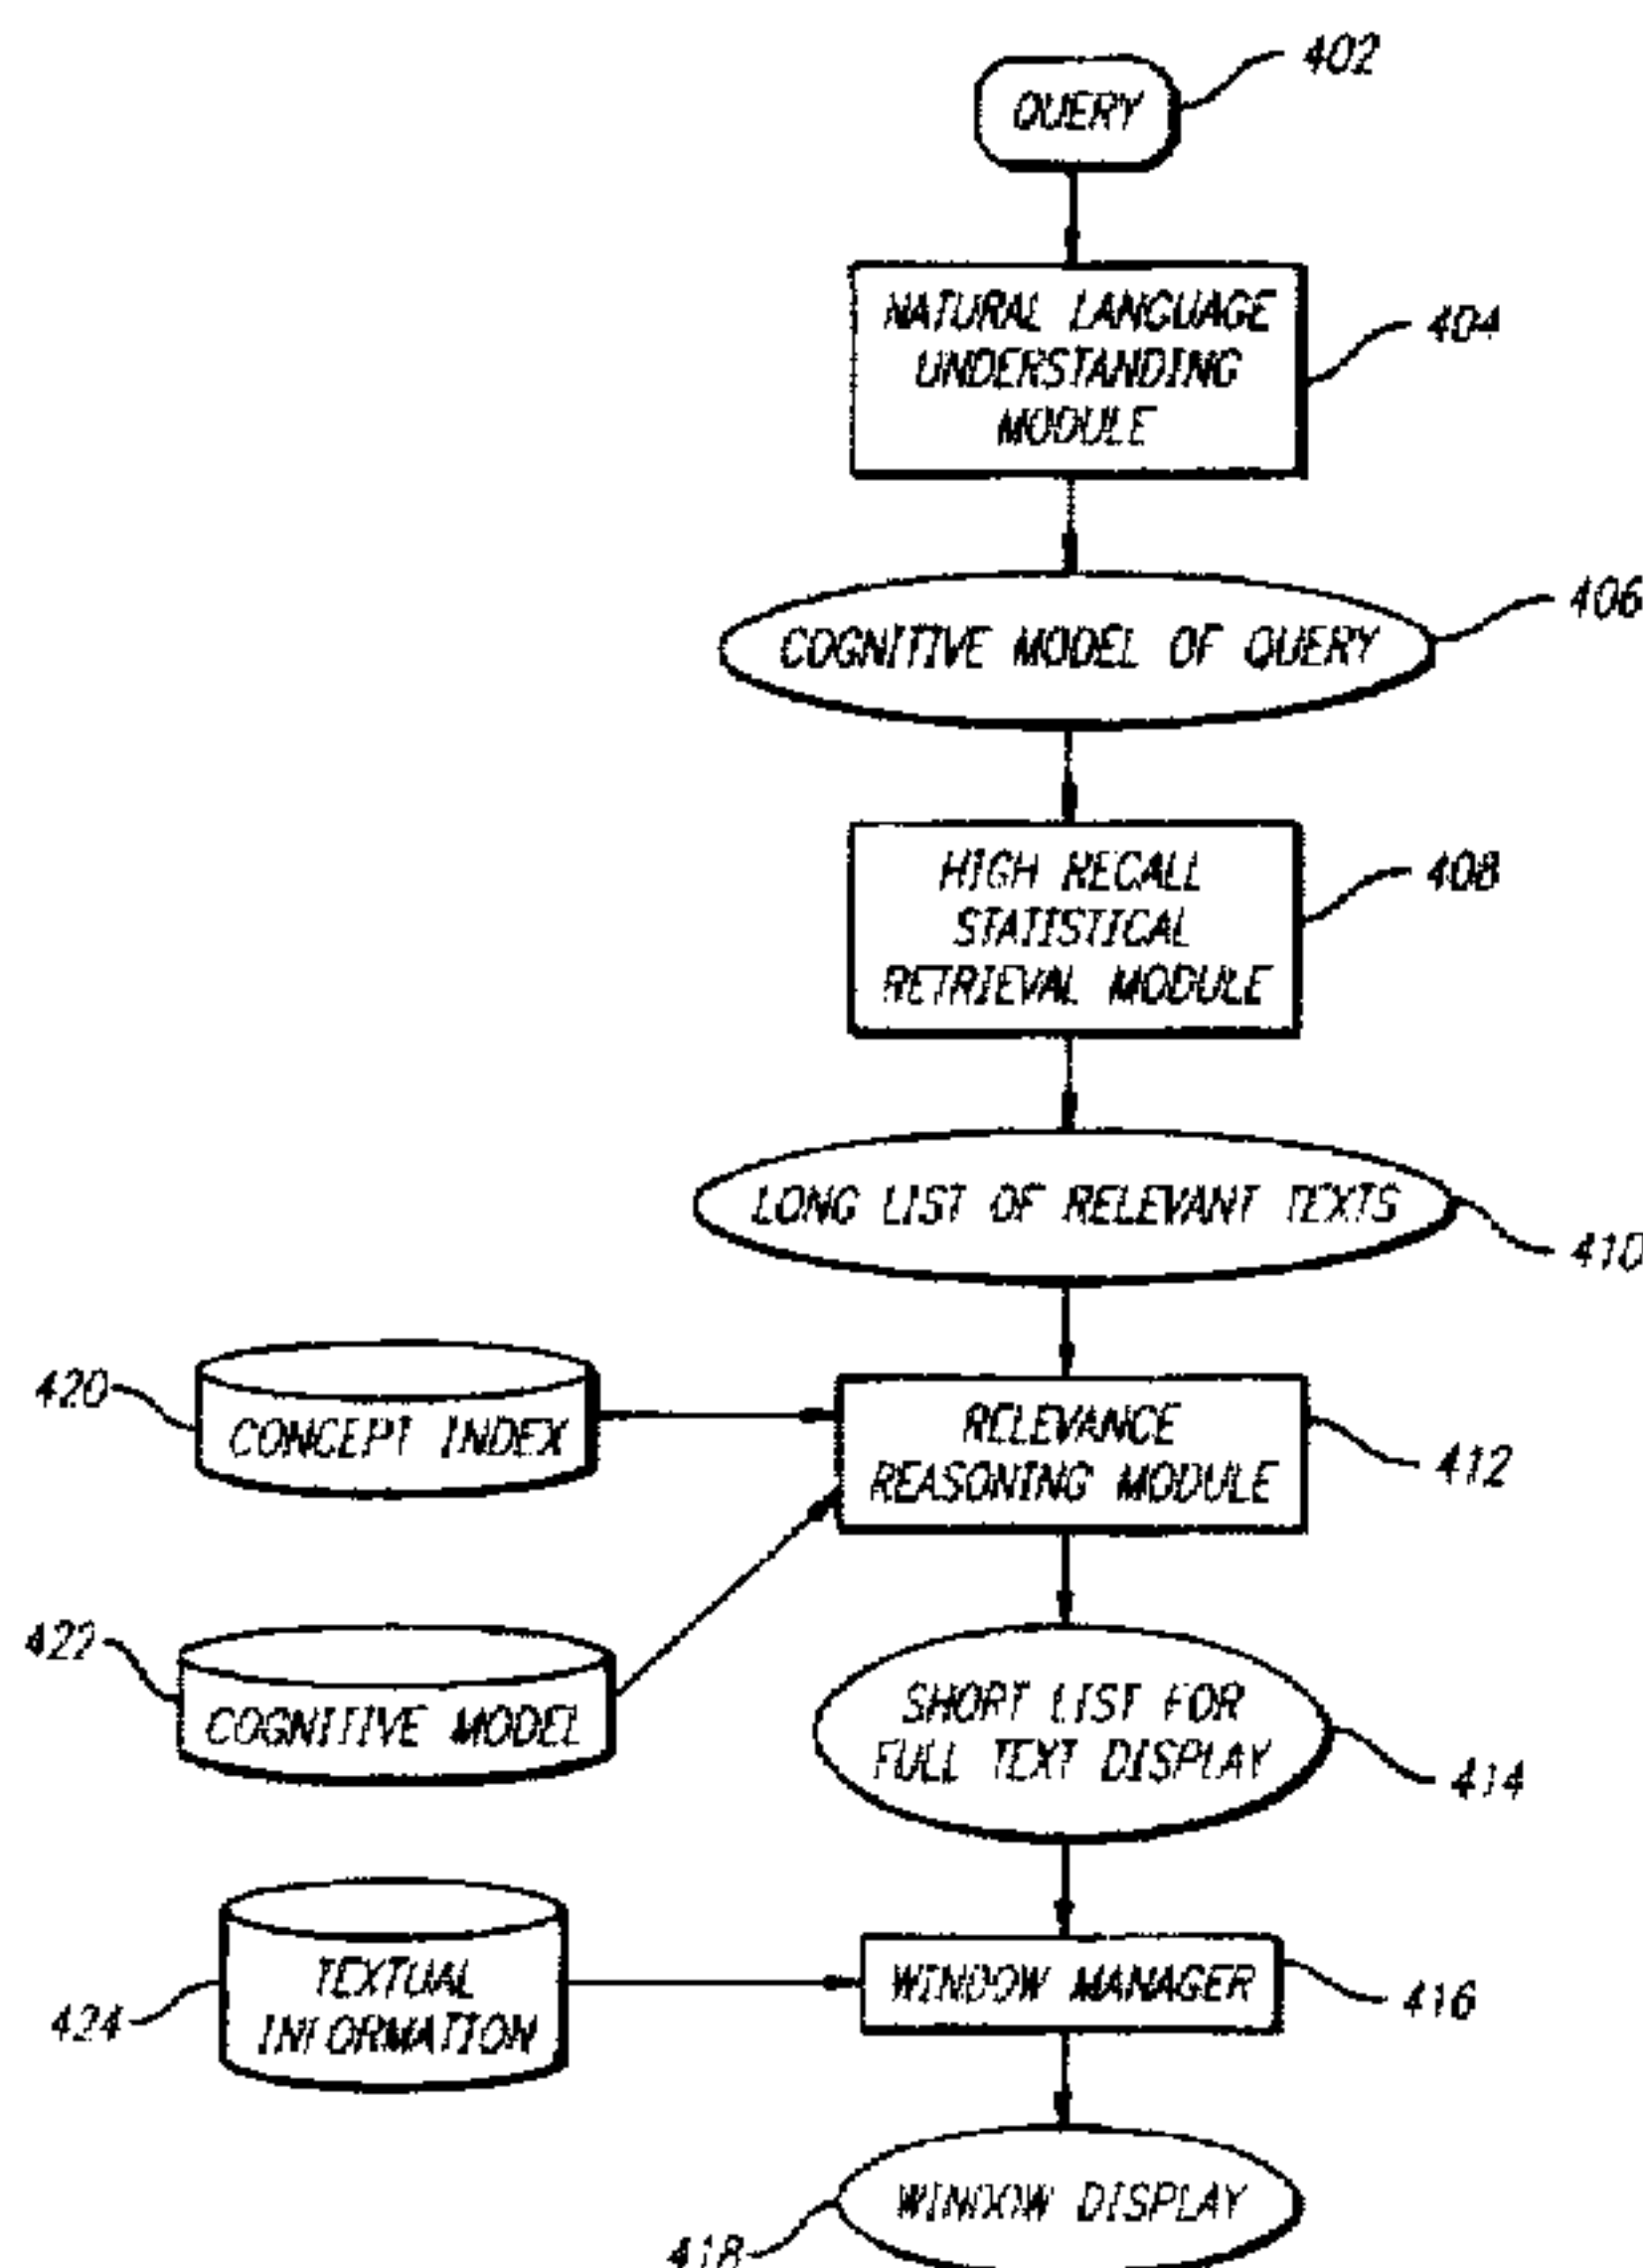 402
QUERY
NATURAL LANGUAGE
UNDERSTANDING
MODULE
404
406
COGNITIVE MODEL OF QUERY
HIGH RECALL
STATISTICAL
RETRIEVAL MODULE
408
LONG LIST OF RELEVANT TEXTS
410
420
CONCEPT INDEX
RELEVANCE
REASONING MODULE
412
422
COGNITIVE MODEL
SHORT LIST FOR
FULL TEXT DISPLAY
414
424
TEXTUAL
INFORMATION
WINDOW MANAGER
416
WINDOW DISPLAY
418